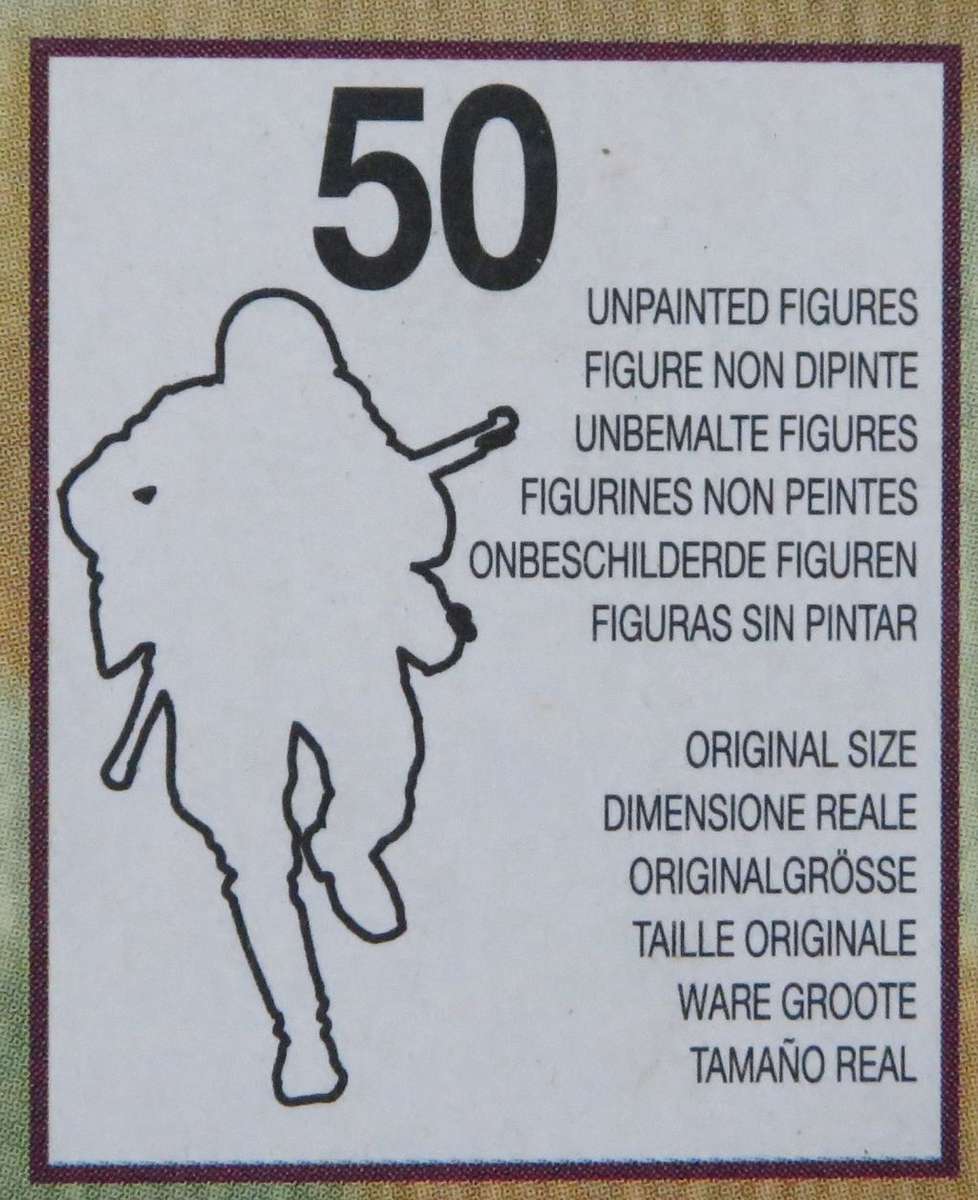 50
UNPAINTED FIGURES
FIGURE NON DIPINTE
UNBEMALTE FIGURES
FIGURINES NON PEINTES
ONBESCHILDERDE FIGUREN
FIGURAS SIN PINTAR
ORIGINAL SIZE
DIMENSIONE REALE
ORIGINALGRÖSSE
TAILLE ORIGINALE
WARE GROOTE
TAMAÑO REAL